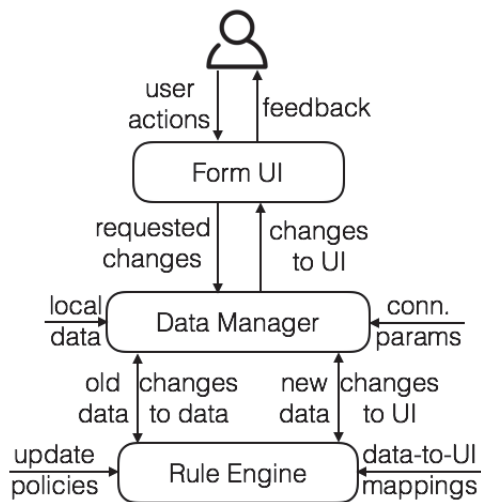 user
actions
feedback
Form UI
requested
changes
changes
to UI
local
data
Data Manager
conn.
params
old
data
changes
to data
new
data
changes
to UI
update
policies
Rule Engine
data-to-UI
mappings